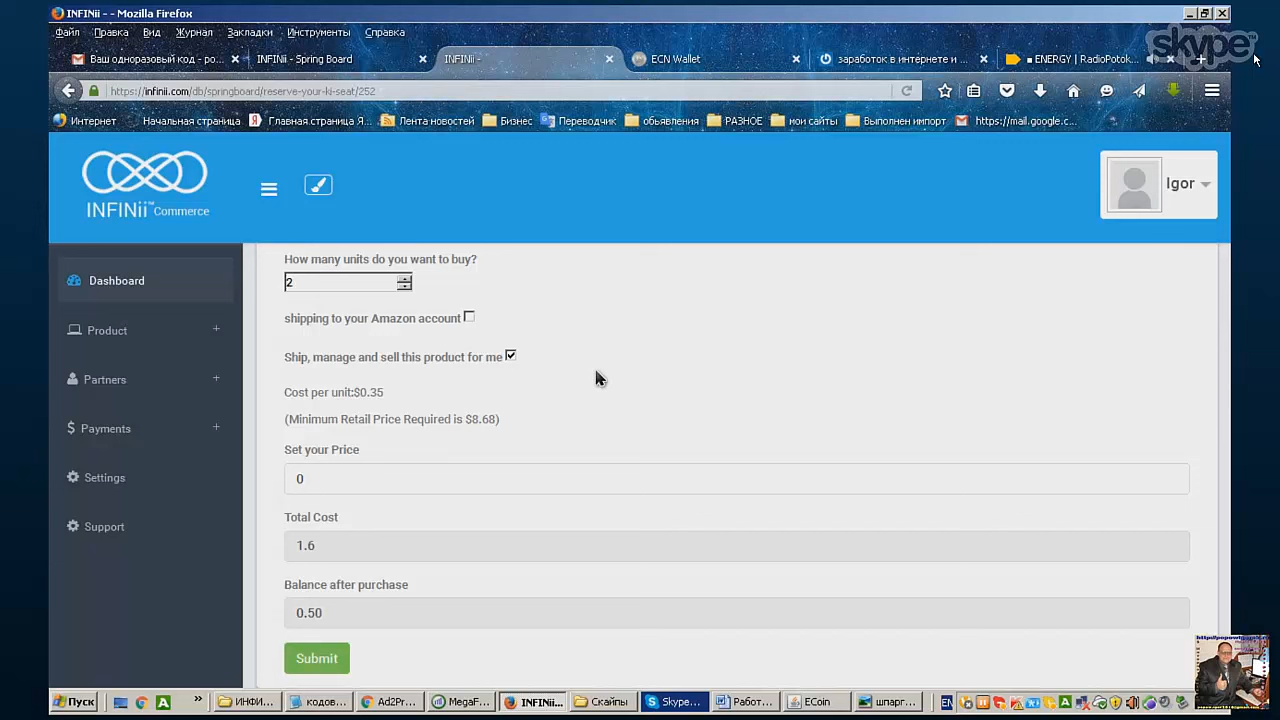 INFINii - - Mozilla Firefox
Файл Правка Вид Журнал Закладки Инструменты Справка
skype
Ваш одноразовый код - po... INFINii - Spring Board INFINii - ECN Wallet заработок в интернете и ... ENERGY | RadioPotok
https://infinii.com/db/springboard/reserve-your-ki-seat/252
Интернет Начальная страница Главная страница Я... Лента новостей Бизнес Переводчик обьявления РАЗНОЕ мои сайты Выполнен импорт https://mail.google.c...
INFINii™ Commerce
Igor
Dashboard
Product +
Partners +
$ Payments +
Settings
Support
How many units do you want to buy?
2
shipping to your Amazon account
Ship, manage and sell this product for me
Cost per unit:$0.35
(Minimum Retail Price Required is $8.68)
Set your Price
0
Total Cost
1.6
Balance after purchase
0.50
Submit
Пуск » ИНФИ... кодов... Ad2Pr... MegaF... INFINii... Скайпы Skype... Работ... ECoin шпарг... EN